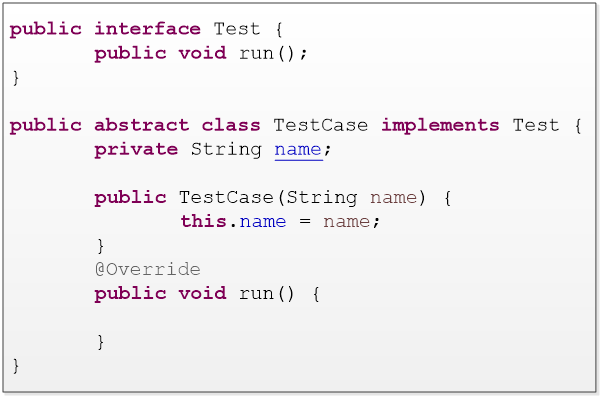 public interface Test {
public void run();
}
public abstract class TestCase implements Test {
private String name;
public TestCase(String name) {
this.name = name;
}
@Override
public void run() {
}
}